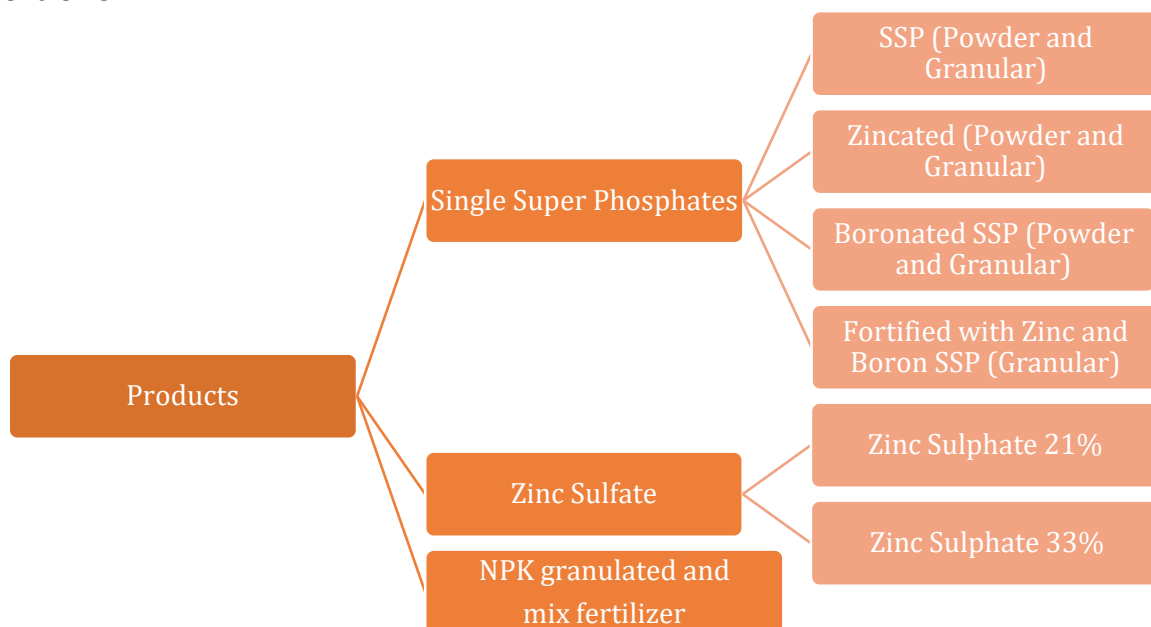 Products
Single Super Phosphates
SSP (Powder and
Granular)
Zincated (Powder and
Granular)
Boronated SSP (Powder
and Granular)
Fortified with Zinc and
Boron SSP (Granular)
Zinc Sulfate
Zinc Sulphate 21%
Zinc Sulphate 33%
NPK granulated and
mix fertilizer